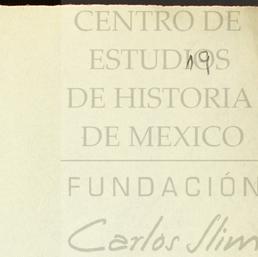 CENTRO DE
ESTUDIOS
DE HISTORIA
DE MEXICO
FUNDACIÓN
Carlos Slim